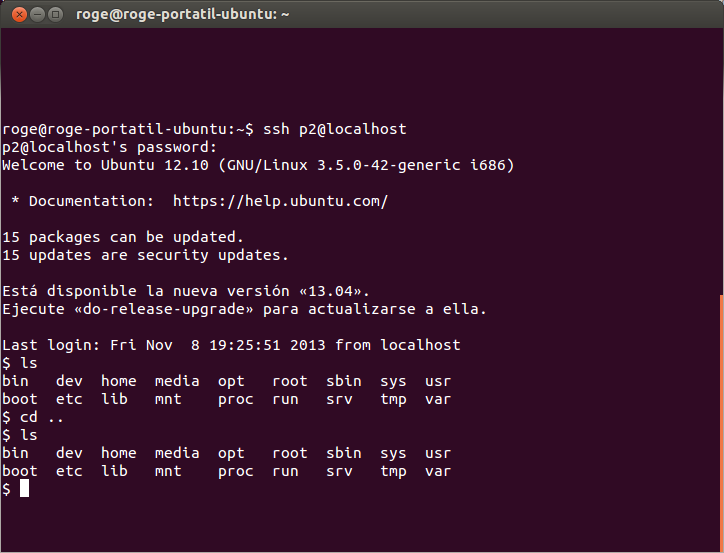 roge@roge-portatil-ubuntu: ~
roge@roge-portatil-ubuntu:~$ ssh p2@localhost
p2@localhost's password:
Welcome to Ubuntu 12.10 (GNU/Linux 3.5.0-42-generic i686)
 * Documentation:  https://help.ubuntu.com/
15 packages can be updated.
15 updates are security updates.
Está disponible la nueva versión «13.04».
Ejecute «do-release-upgrade» para actualizarse a ella.
Last login: Fri Nov  8 19:25:51 2013 from localhost
$ ls
bin   dev  home  media  opt   root  sbin  sys  usr
boot  etc  lib   mnt    proc  run   srv   tmp  var
$ cd ..
$ ls
bin   dev  home  media  opt   root  sbin  sys  usr
boot  etc  lib   mnt    proc  run   srv   tmp  var
$